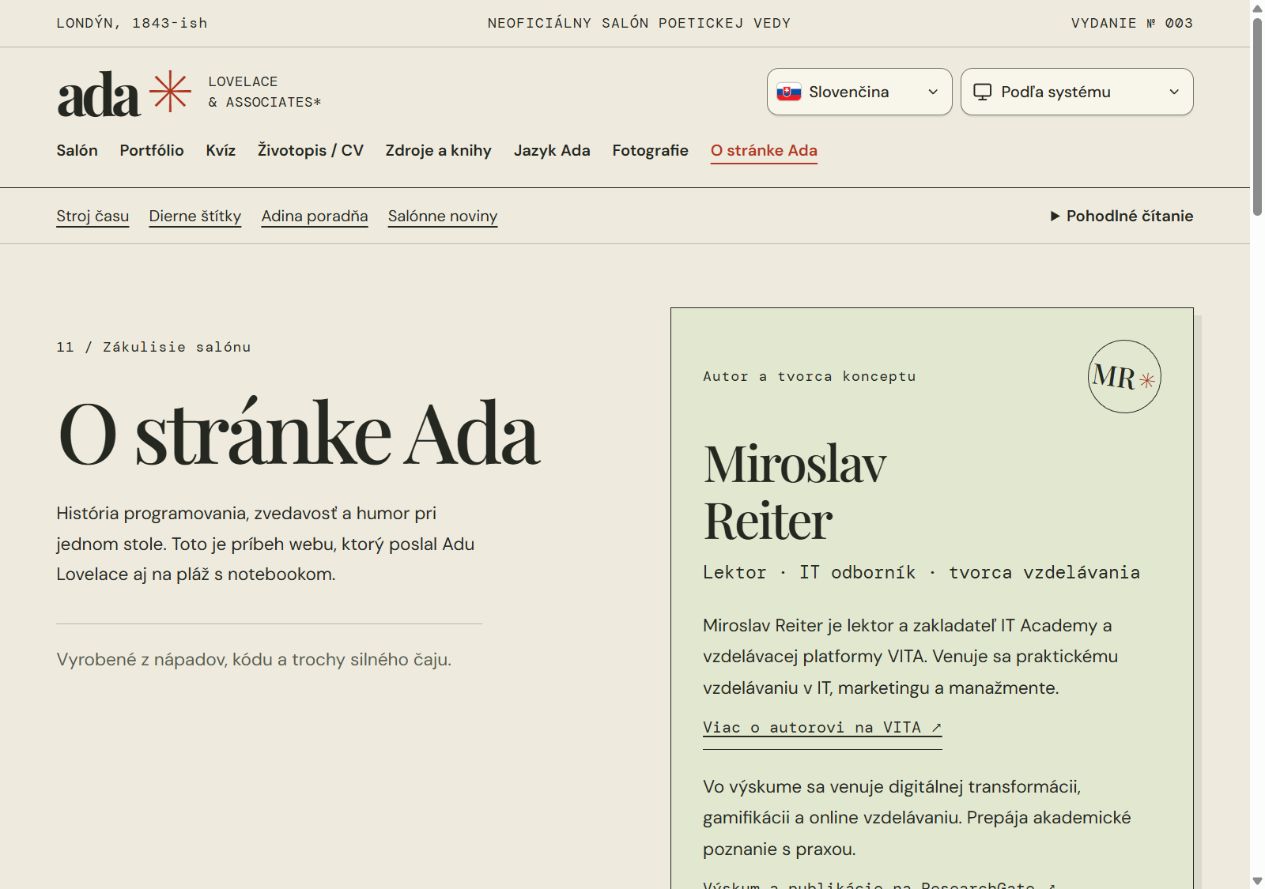 LONDÝN, 1843-ish
NEOFICIÁLNY SALÓN POETICKEJ VEDY
VYDANIE № 003
ada
LOVELACE
& ASSOCIATES*
Slovenčina
Podľa systému
Salón
Portfólio
Kvíz
Životopis / CV
Zdroje a knihy
Jazyk Ada
Fotografie
O stránke Ada
Stroj času
Dierne štítky
Adina poradňa
Salónne noviny
▶ Pohodlné čítanie
11 / Zákulisie salónu
O stránke Ada
História programovania, zvedavosť a humor pri
jednom stole. Toto je príbeh webu, ktorý poslal Adu
Lovelace aj na pláž s notebookom.
Vyrobené z nápadov, kódu a trochy silného čaju.
Autor a tvorca konceptu
MR
Miroslav
Reiter
Lektor · IT odborník · tvorca vzdelávania
Miroslav Reiter je lektor a zakladateľ IT Academy a
vzdelávacej platformy VITA. Venuje sa praktickému
vzdelávaniu v IT, marketingu a manažmente.
Viac o autorovi na VITA ↗
Vo výskume sa venuje digitálnej transformácii,
gamifikácii a online vzdelávaniu. Prepája akademické
poznanie s praxou.
Výskum a publikácie na ResearchGate ↗